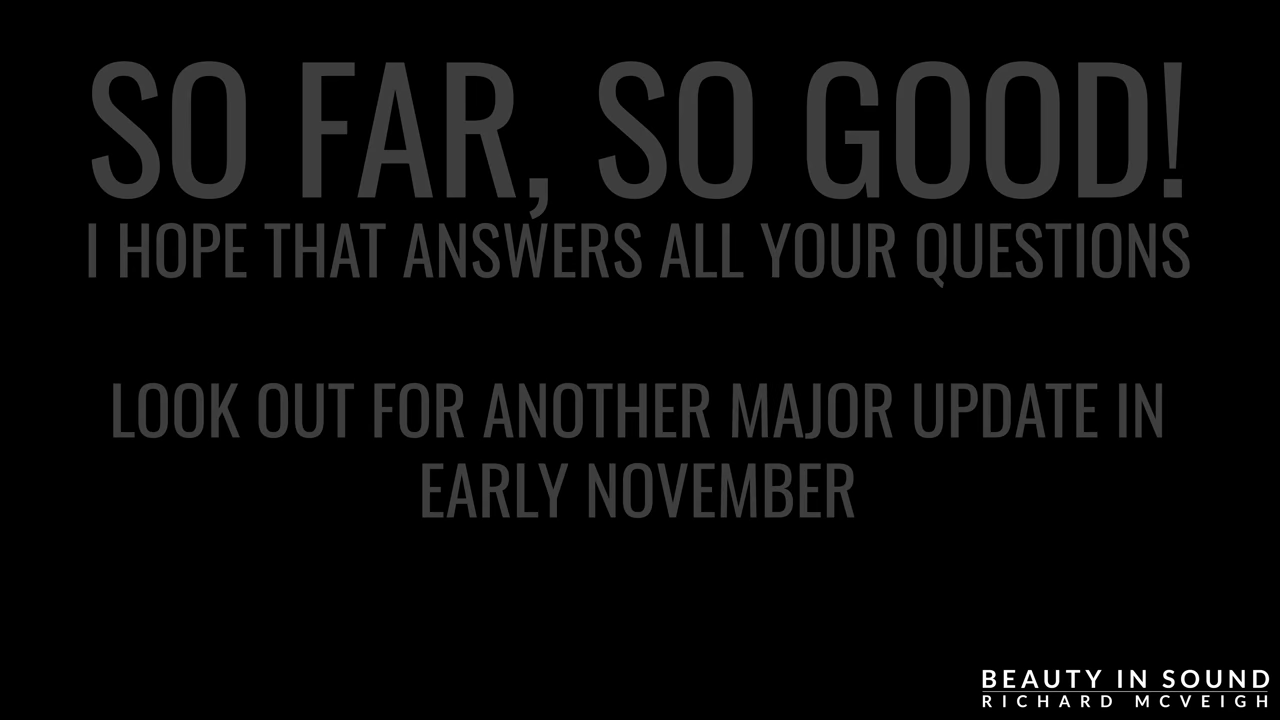 SO FAR, SO GOOD!
I HOPE THAT ANSWERS ALL YOUR QUESTIONS
LOOK OUT FOR ANOTHER MAJOR UPDATE IN
EARLY NOVEMBER
BEAUTY IN SOUND
RICHARD MCVEIGH